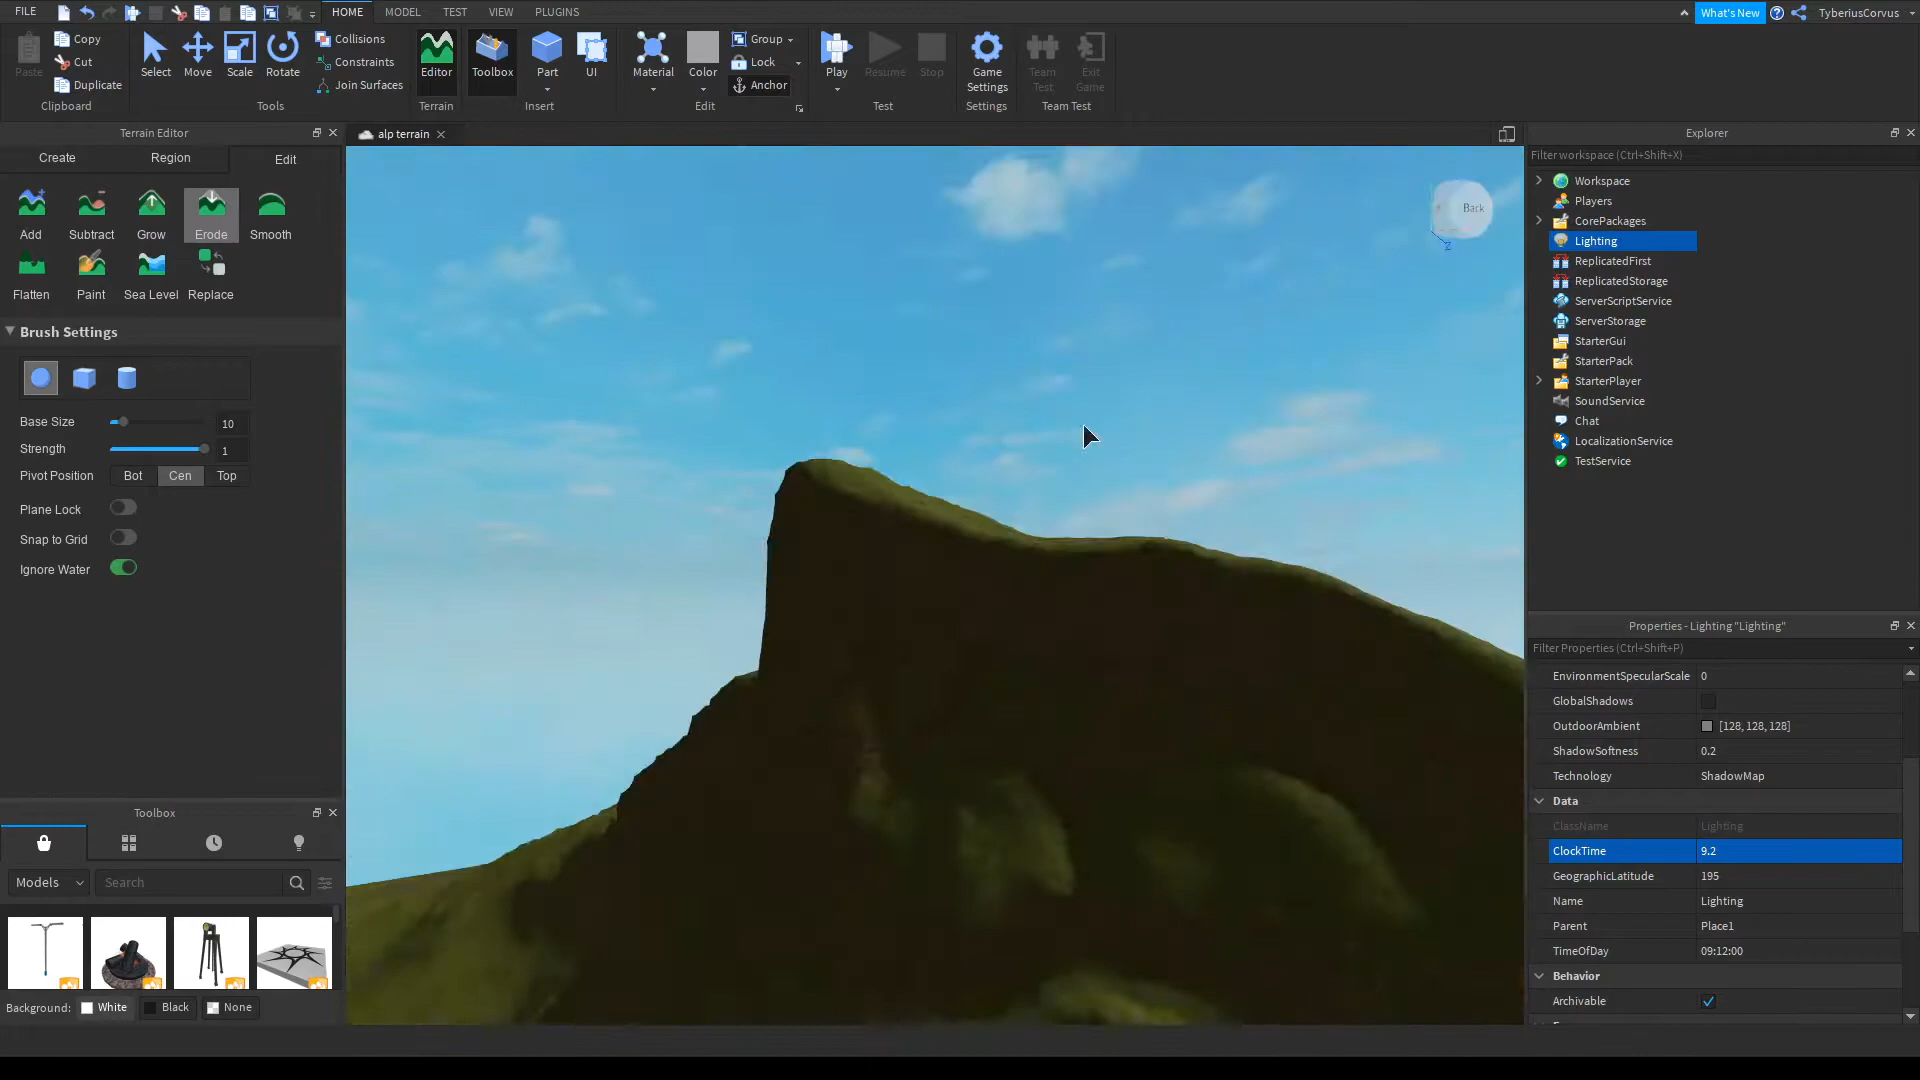 FILE
HOME
MODEL
TEST
VIEW
PLUGINS
What's New
TyberiusCorvus
Paste
Copy
Cut
Duplicate
Clipboard
Select
Move
Scale
Rotate
Collisions
Constraints
Join Surfaces
Tools
Editor
Terrain
Toolbox
Part
UI
Insert
Material
Color
Group
Lock
Anchor
Edit
Play
Resume
Stop
Test
Game
Settings
Settings
Team
Test
Exit
Game
Team Test
Terrain Editor
Create
Region
Edit
Add
Subtract
Grow
Erode
Smooth
Flatten
Paint
Sea Level
Replace
Brush Settings
Base Size
10
Strength
1
Pivot Position
Bot
Cen
Top
Plane Lock
Snap to Grid
Ignore Water
Toolbox
Models
Search
Background:
White
Black
None
alp terrain
Back
Z
Explorer
Filter workspace (Ctrl+Shift+X)
Workspace
Players
CorePackages
Lighting
ReplicatedFirst
ReplicatedStorage
ServerScriptService
ServerStorage
StarterGui
StarterPack
StarterPlayer
SoundService
Chat
LocalizationService
TestService
Properties - Lighting "Lighting"
Filter Properties (Ctrl+Shift+P)
EnvironmentSpecularScale 0
GlobalShadows
OutdoorAmbient [128, 128, 128]
ShadowSoftness 0.2
Technology ShadowMap
Data
ClassName Lighting
ClockTime 9.2
GeographicLatitude 195
Name Lighting
Parent Place1
TimeOfDay 09:12:00
Behavior
Archivable